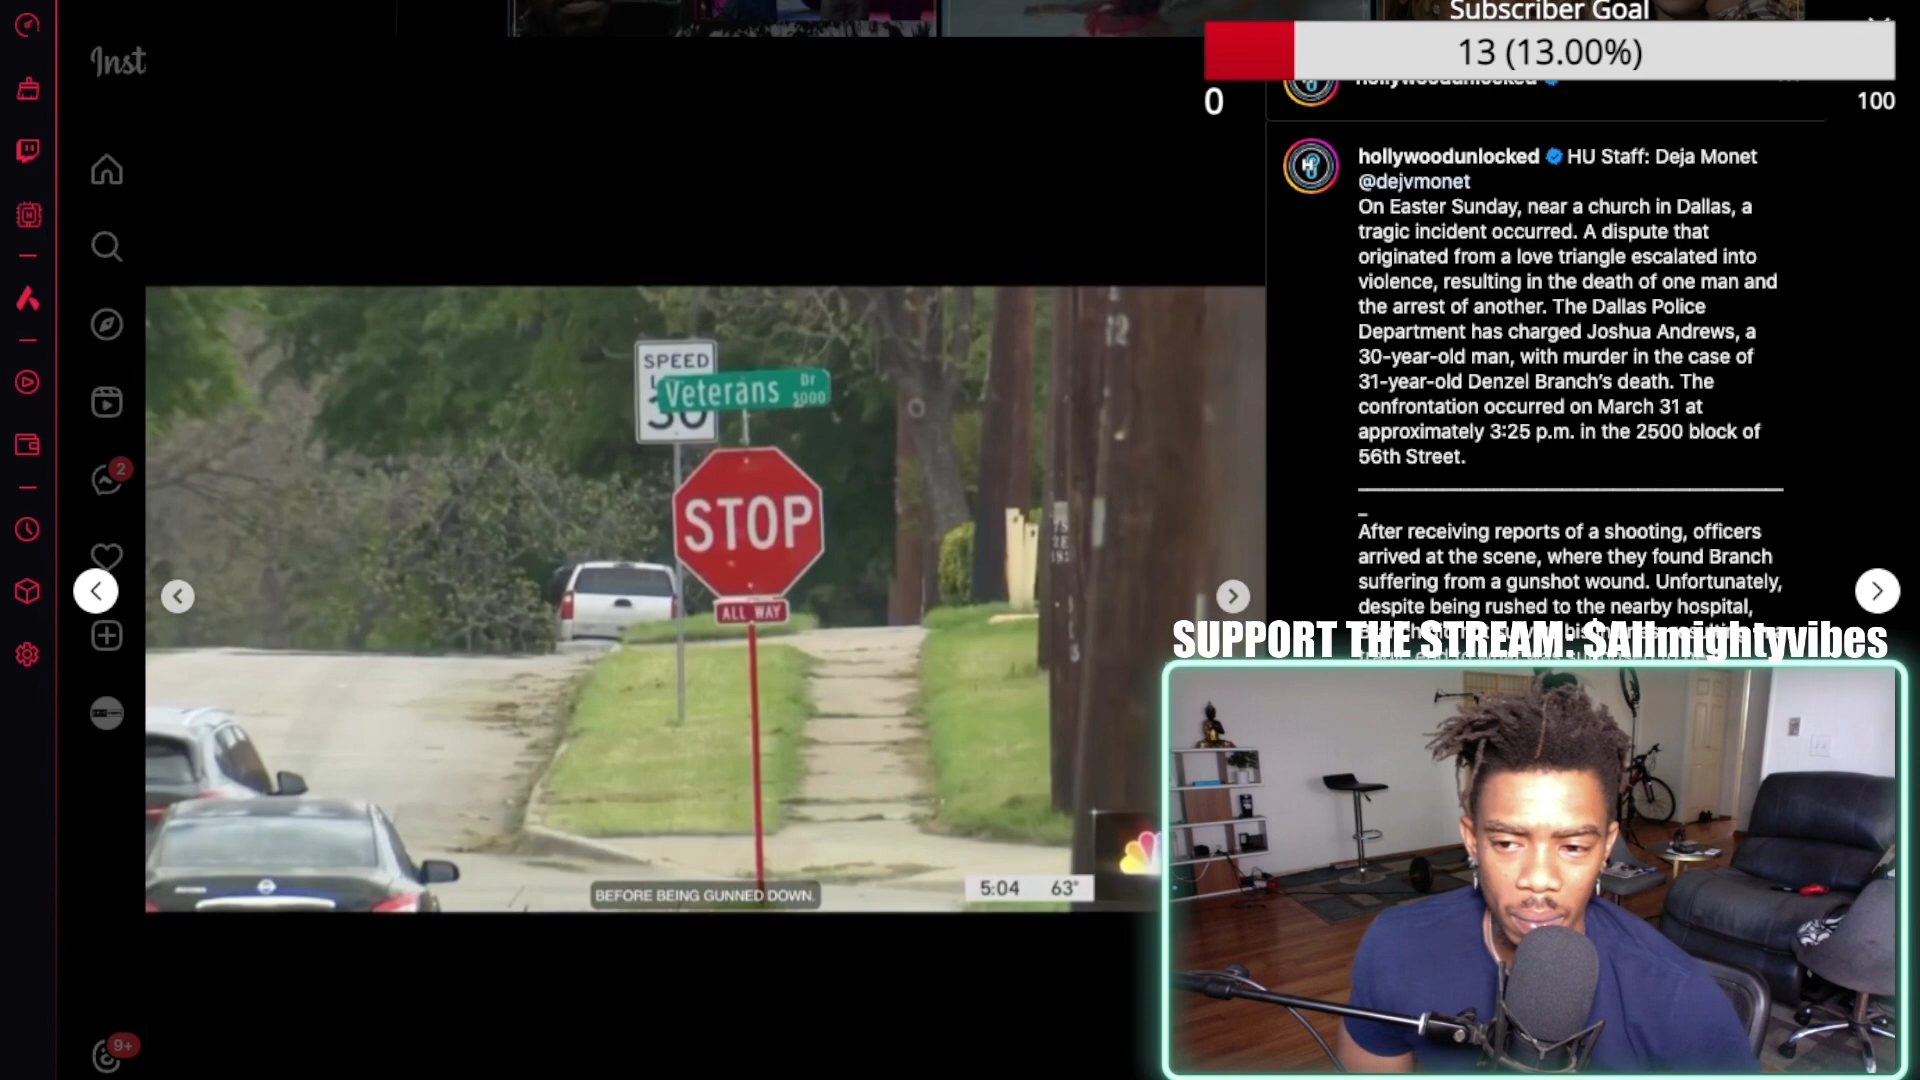 Subscriber Goal
13 (13.00%)
0
100
Inst
hollywoodunlocked
hollywoodunlocked HU Staff: Deja Monet
@dejvmonet
On Easter Sunday, near a church in Dallas, a
tragic incident occurred. A dispute that
originated from a love triangle escalated into
violence, resulting in the death of one man and
the arrest of another. The Dallas Police
Department has charged Joshua Andrews, a
30-year-old man, with murder in the case of
31-year-old Denzel Branch's death. The
confrontation occurred on March 31 at
approximately 3:25 p.m. in the 2500 block of
56th Street.
After receiving reports of a shooting, officers
arrived at the scene, where they found Branch
suffering from a gunshot wound. Unfortunately,
despite being rushed to the nearby hospital,
SUPPORT THE STREAM: $Allmightyvibes
SPEED
30
Veterans Dr
5000
STOP
ALL WAY
12
2
BEFORE BEING GUNNED DOWN.
5:04 63°
9+